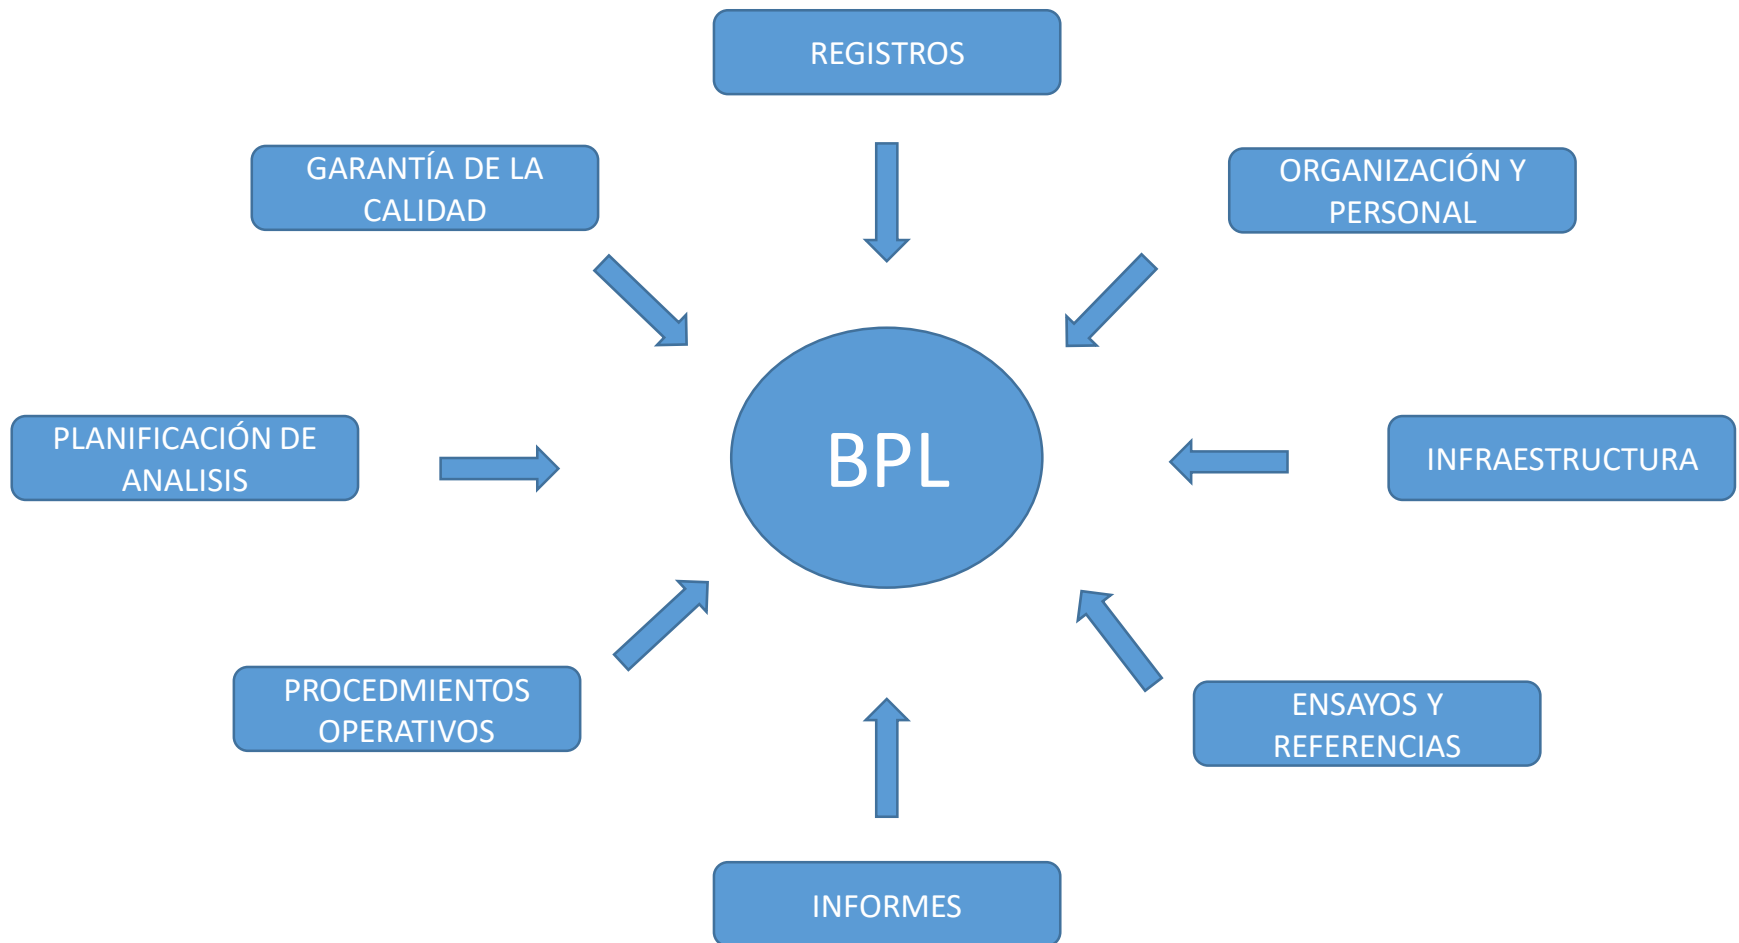 REGISTROS
GARANTÍA DE LA
CALIDAD
ORGANIZACIÓN Y
PERSONAL
PLANIFICACIÓN DE
ANALISIS
BPL
INFRAESTRUCTURA
PROCEDMIENTOS
OPERATIVOS
ENSAYOS Y
REFERENCIAS
INFORMES